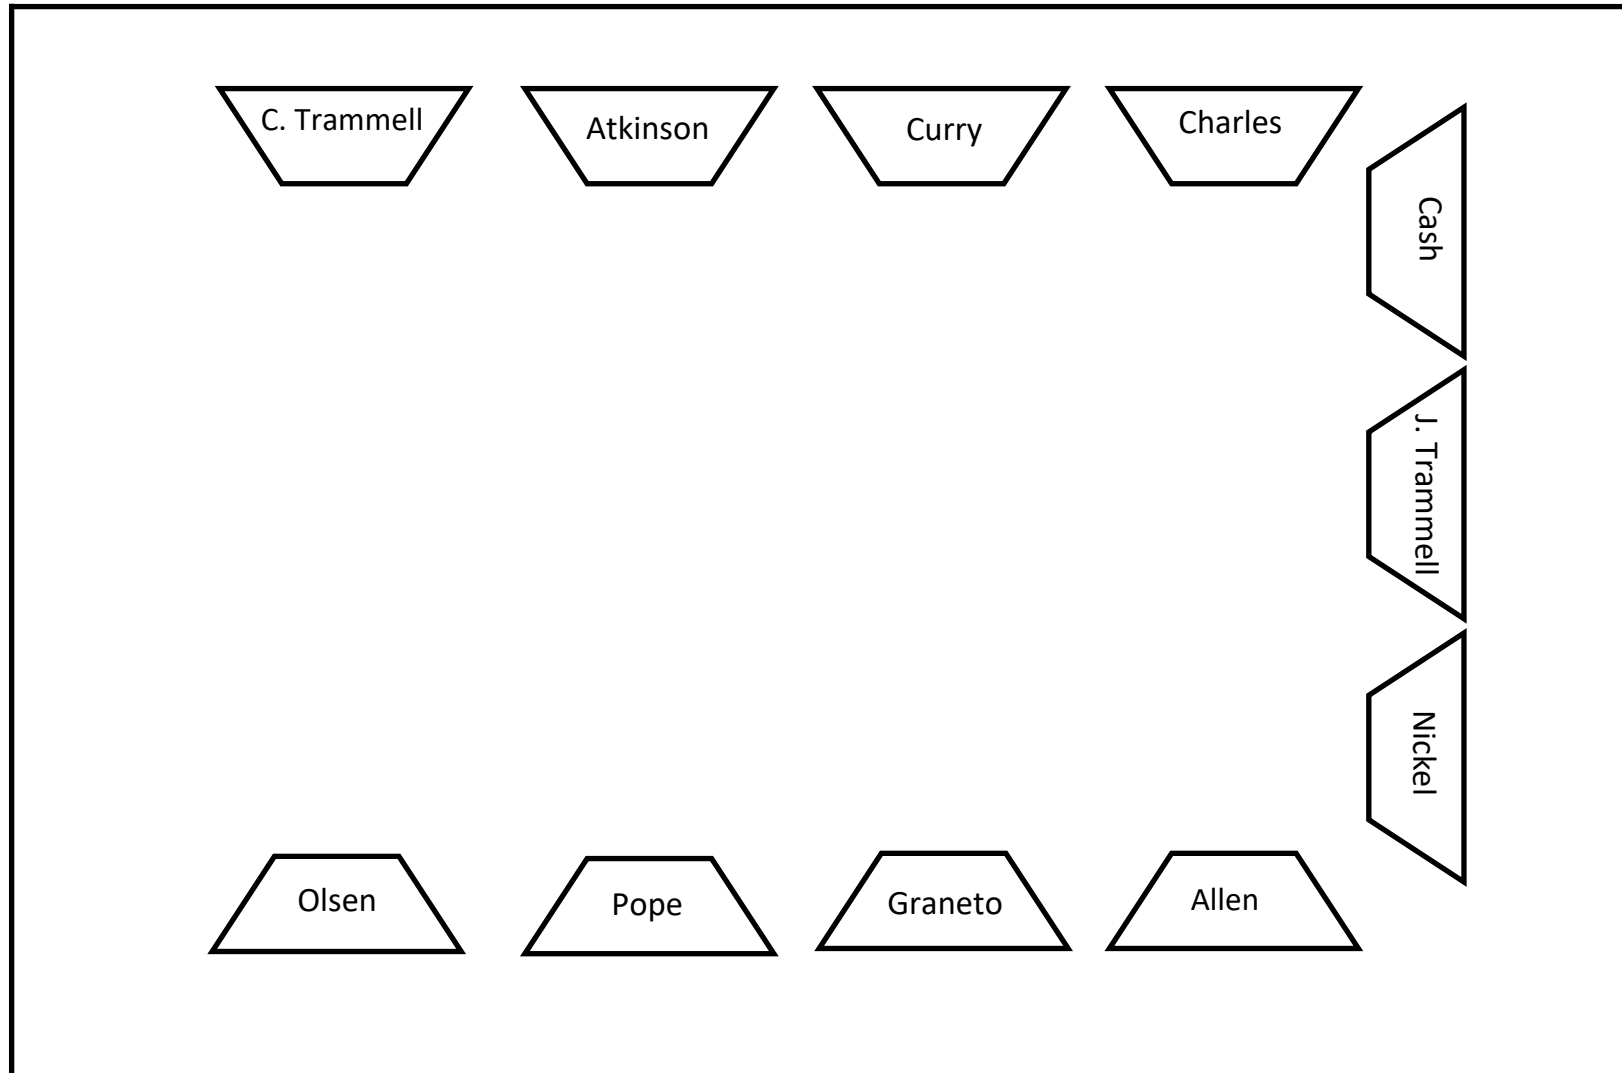 C. Trammell
Atkinson
Curry
Charles
Cash
J. Trammell
Nickel
Olsen
Pope
Graneto
Allen